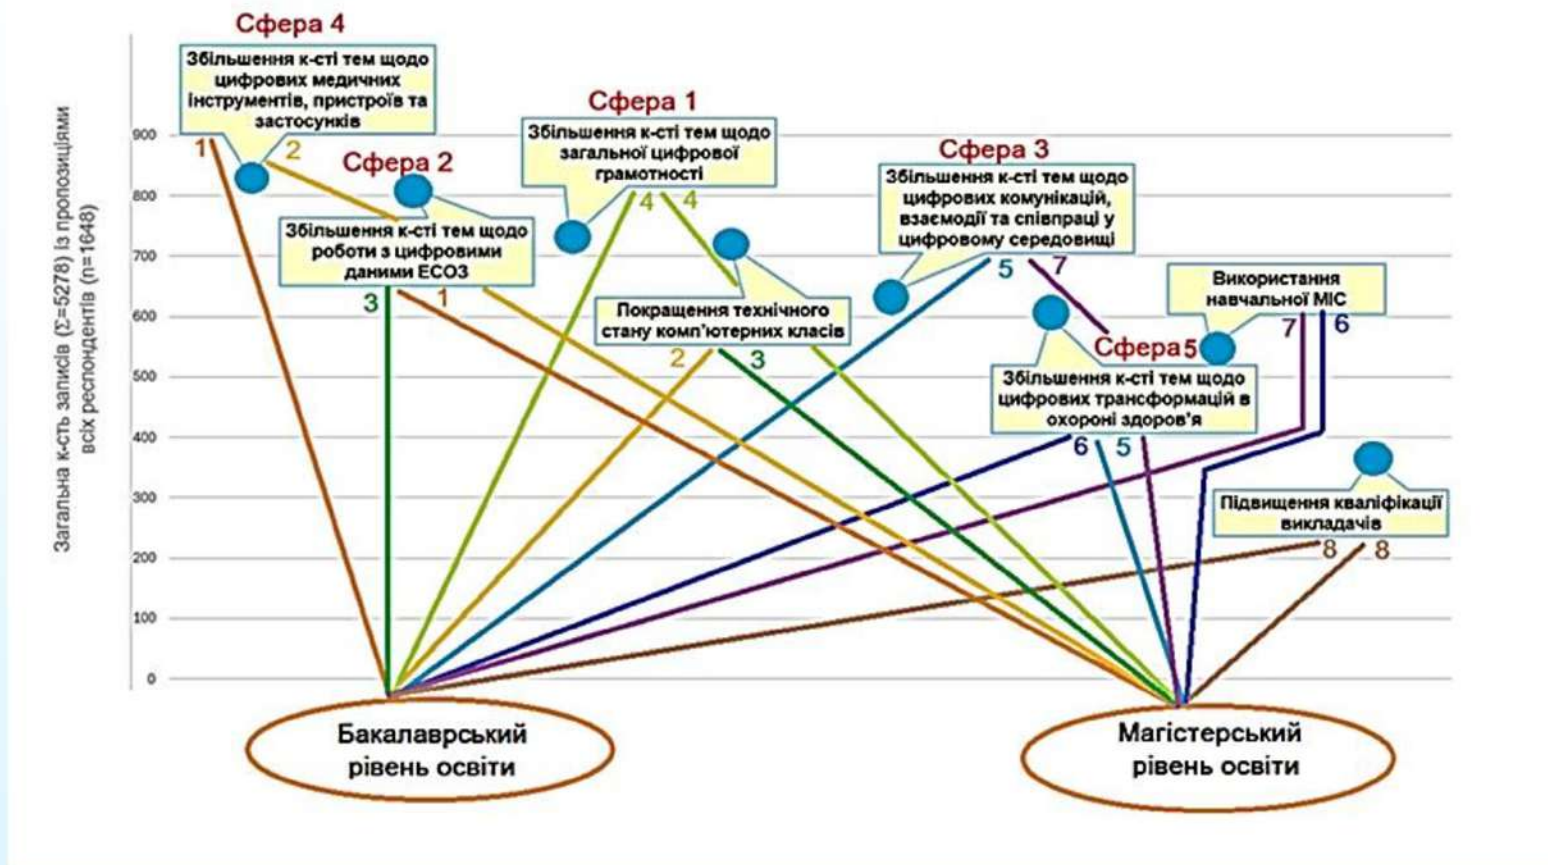 Загальна к-сть записів (Σ=5278) із пропозиціями
всіх респондентів (n=1648)
900
800
700
600
500
400
300
200
100
0
Сфера 4
Збільшення к-сті тем щодо
цифрових медичних
інструментів, пристроїв та
застосунків
1
2
Сфера 2
Збільшення к-сті тем щодо
роботи з цифровими
даними ЕСОЗ
3
1
Сфера 1
Збільшення к-сті тем щодо
загальної цифрової
грамотності
4
4
Покращення технічного
стану комп'ютерних класів
2
3
Сфера 3
Збільшення к-сті тем щодо
цифрових комунікацій,
взаємодії та співпраці у
цифровому середовищі
5
7
Сфера5
Збільшення к-сті тем щодо
цифрових трансформацій в
охороні здоров'я
6
5
Використання
навчальної МІС
7
6
Підвищення кваліфікації
викладачів
8
8
Бакалаврський
рівень освіти
Магістерський
рівень освіти